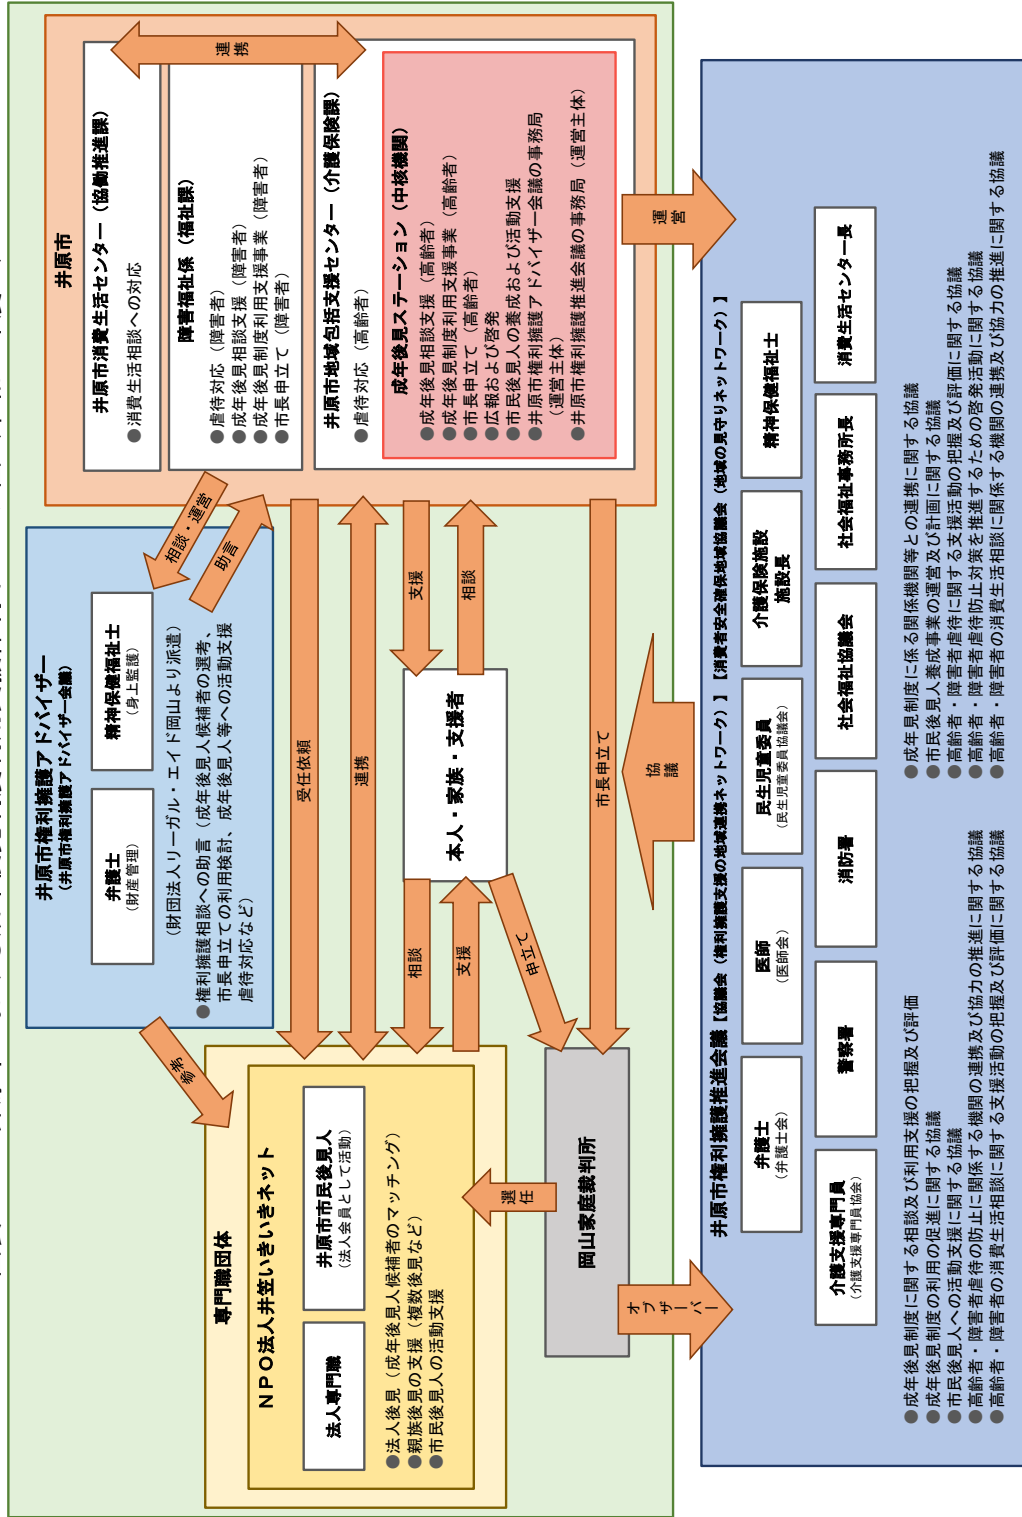 井原市
井原市消費生活センター（協働推進課）
●消費生活相談への対応
障害福祉係（福祉課）
●虐待対応（障害者）
●成年後見相談支援（障害者）
●成年後見制度利用支援事業（障害者）
●市長申立て（障害者）
井原市地域包括支援センター（介護保険課）
●虐待対応（高齢者）
成年後見ステーション（中核機関）
●成年後見相談支援（高齢者）
●成年後見制度利用支援事業（高齢者）
●市長申立て（高齢者）
●広報および啓発
●市民後見人の養成および活動支援
●井原市権利擁護アドバイザー会議の事務局
（運営主体）
●井原市権利擁護推進会議の事務局（運営主体）
連携
井原市権利擁護アドバイザー
（井原市権利擁護アドバイザー会議）
弁護士
（財産管理）
精神保健福祉士
（身上監護）
（財団法人リーガル・エイド岡山より派遣）
●権利擁護相談への助言（成年後見人候補者の選考、
市長申立ての利用検討、成年後見人等への活動支援
虐待対応など）
相談・運営
助言
参考
受任依頼
連携
支援
相談
本人・家族・支援者
相談
支援
申立て
市長申立て
専門職団体
ＮＰＯ法人井笠いきいきネット
法人専門職
井原市市民後見人
（法人会員として活動）
●法人後見（成年後見人候補者のマッチング）
●親族後見の支援（複数後見など）
●市民後見人の活動支援
選任
岡山家庭裁判所
オブザーバー
協議
運営
井原市権利擁護推進会議【協議会（権利擁護支援の地域連携ネットワーク）】【消費者安全確保地域協議会（地域の見守りネットワーク）】
弁護士
（弁護士会）
医師
（医師会）
民生児童委員
（民生児童委員協議会）
介護保険施設
施設長
精神保健福祉士
介護支援専門員
（介護支援専門員協会）
警察署
消防署
社会福祉協議会
社会福祉事務所長
消費生活センター長
●成年後見制度に関する相談及び利用支援の把握及び評価
●成年後見制度の利用の促進に関する協議
●市民後見人への活動支援に関する協議
●高齢者・障害者虐待の防止に関係する機関の連携及び協力の推進に関する協議
●高齢者・障害者の消費生活相談に関する支援活動の把握及び評価に関する協議
●成年見制度に係る関係機関等との連携に関する協議
●市民後見人養成事業の運営及び計画に関する協議
●高齢者・障害者虐待に関する支援活動の把握及び評価に関する協議
●高齢者・障害者虐待防止対策を推進するための啓発活動に関する協議
●高齢者・障害者の消費生活相談に関係する機関の連携及び協力の推進に関する協議